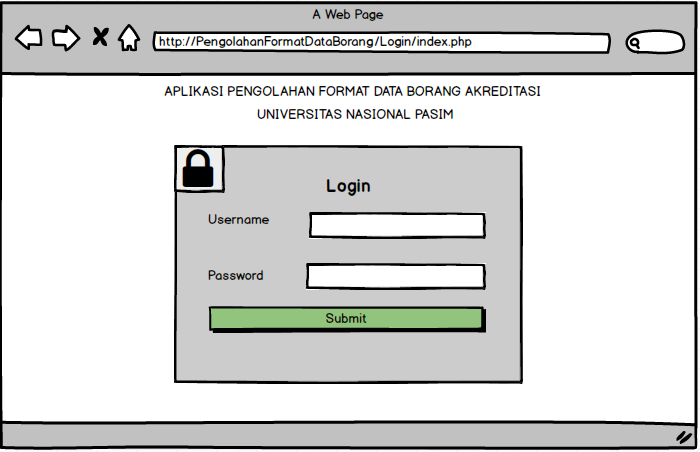 A Web Page
http://PengolahanFormatDataBorang/Login/index.php
APLIKASI PENGOLAHAN FORMAT DATA BORANG AKREDITASI
UNIVERSITAS NASIONAL PASIM
Login
Username
Password
Submit